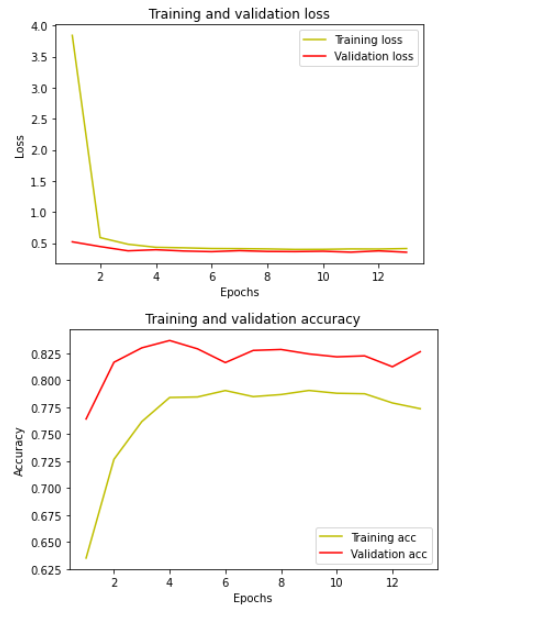 Training and validation loss
4.0
3.5
3.0
2.5
2.0
1.5
1.0
0.5
Training loss
Validation loss
Loss
2 4 6 8 10 12
Epochs
Training and validation accuracy
0.825
0.800
0.775
0.750
0.725
0.700
0.675
0.650
0.625
Accuracy
Training acc
Validation acc
2 4 6 8 10 12
Epochs